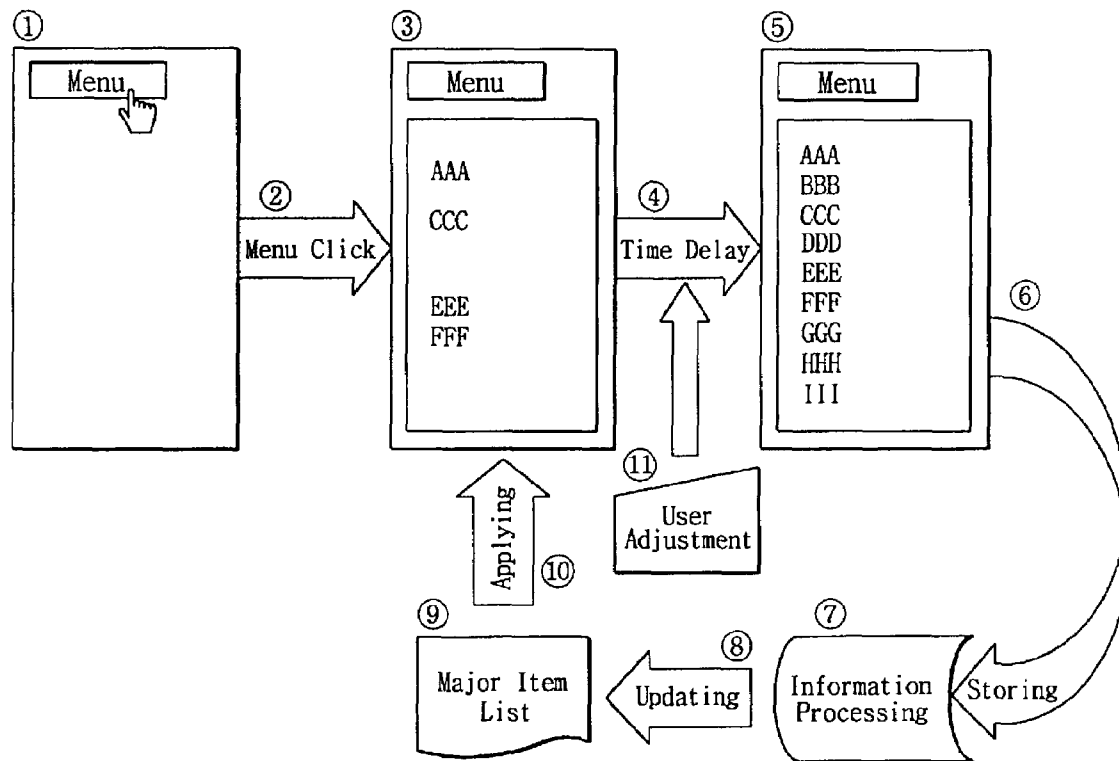 ①
Menu
②
Menu Click
③
Menu
AAA
CCC
EEE
FFF
④
Time Delay
⑤
Menu
AAA
BBB
CCC
DDD
EEE
FFF
GGG
HHH
III
⑥
Storing
⑦
Information
Processing
⑧
Updating
⑨
Major Item
List
⑩
Applying
⑪
User
Adjustment